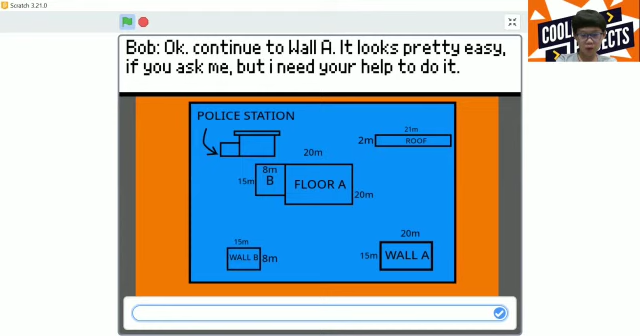 Scratch 3.21.0
Bob: Ok. continue to Wall A. It looks pretty easy,
if you ask me, but i need your help to do it.
POLICE STATION
21m
2m
ROOF
20m
8m
15m
B
FLOOR A
20m
15m
WALL B
8m
20m
15m
WALL A